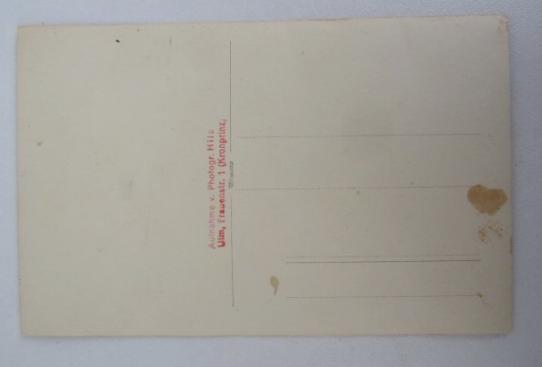 Aufnahme v. Photogr. Hils
Ulm, Frauenstr. 1 (Kronprinz)